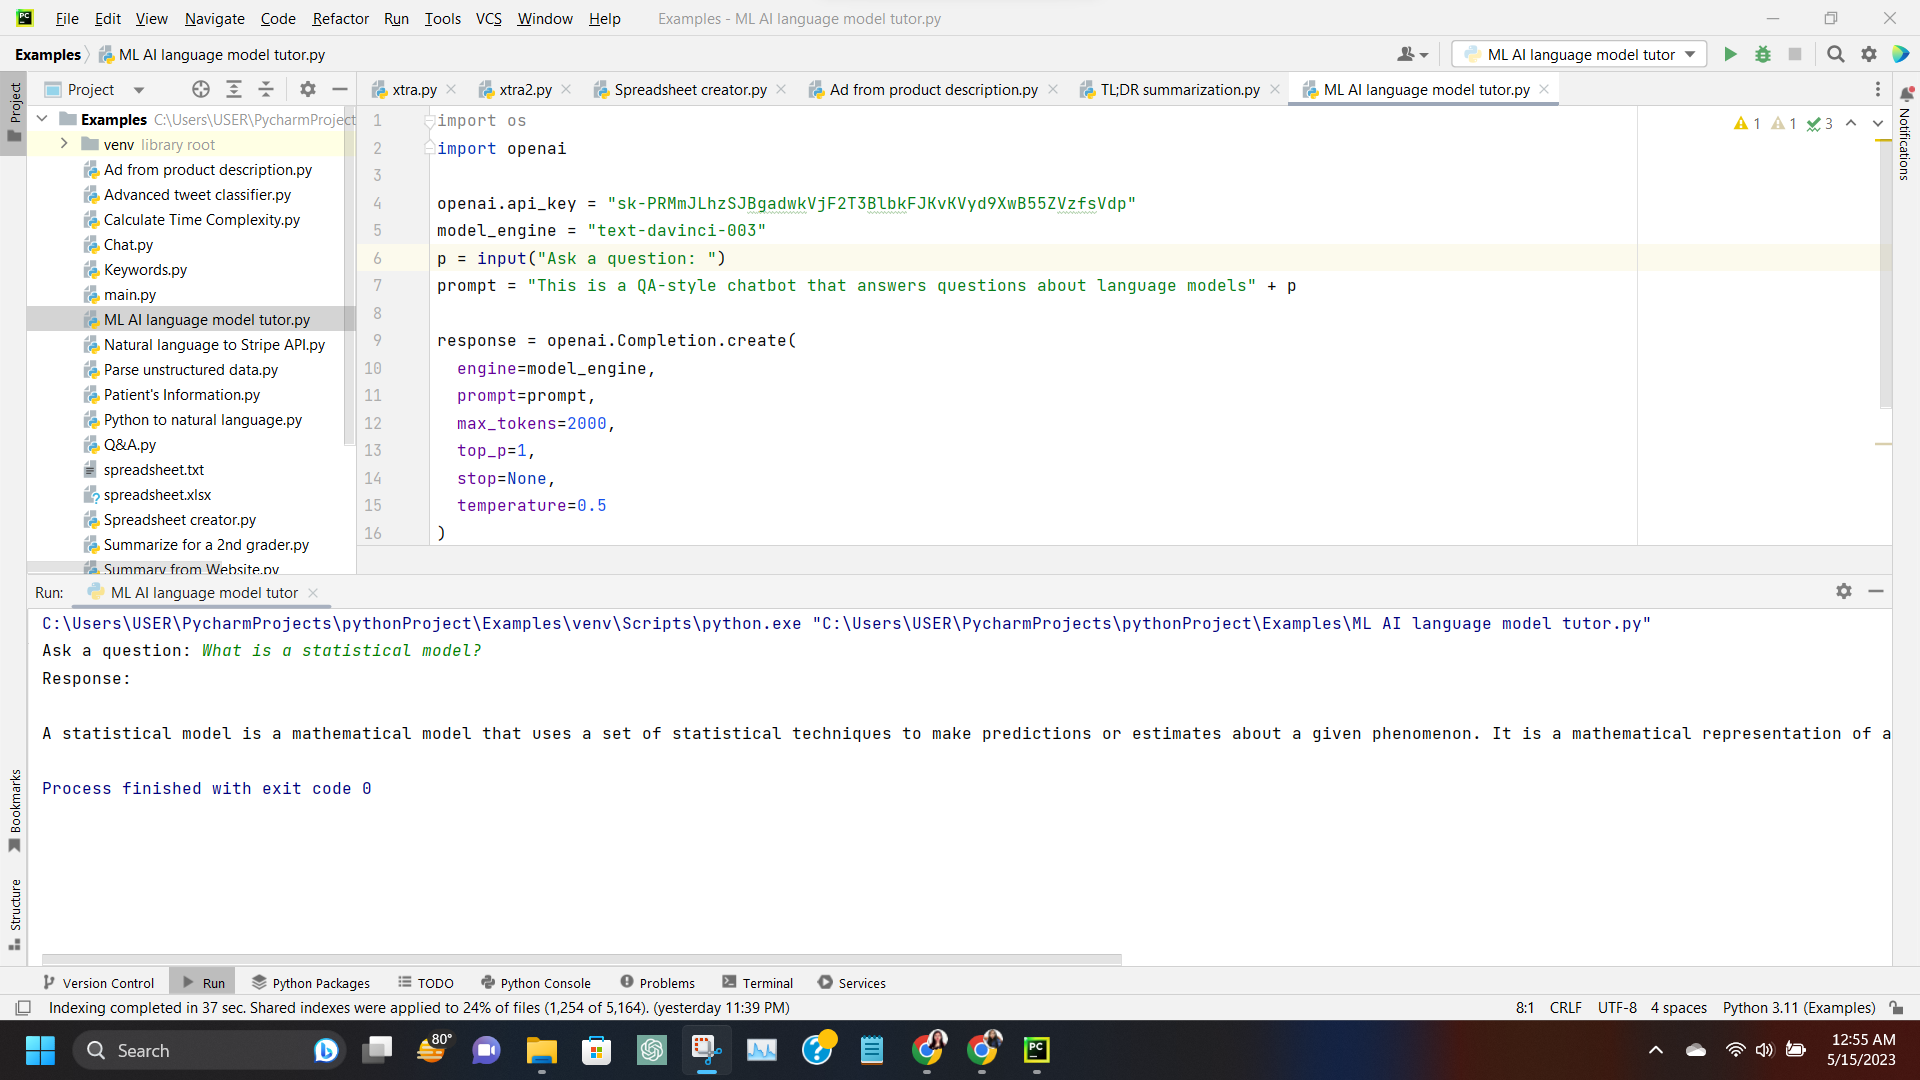 File Edit View Navigate Code Refactor Run Tools VCS Window Help Examples - ML AI language model tutor.py
Examples ML AI language model tutor.py ML AI language model tutor
Project xtra.py xtra2.py Spreadsheet creator.py Ad from product description.py TL;DR summarization.py ML AI language model tutor.py
Project
Notifications
Examples C:\Users\USER\PycharmProject
venv library root
Ad from product description.py
Advanced tweet classifier.py
Calculate Time Complexity.py
Chat.py
Keywords.py
main.py
ML AI language model tutor.py
Natural language to Stripe API.py
Parse unstructured data.py
Patient's Information.py
Python to natural language.py
Q&A.py
spreadsheet.txt
spreadsheet.xlsx
Spreadsheet creator.py
Summarize for a 2nd grader.py
Summary from Website.py
1 1 3
1 import os
2 import openai
3
4 openai.api_key = "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"
5 model_engine = "text-davinci-003"
6 p = input("Ask a question: ")
7 prompt = "This is a QA-style chatbot that answers questions about language models" + p
8
9 response = openai.Completion.create(
10 engine=model_engine,
11 prompt=prompt,
12 max_tokens=2000,
13 top_p=1,
14 stop=None,
15 temperature=0.5
16 )
Run: ML AI language model tutor
C:\Users\USER\PycharmProjects\pythonProject\Examples\venv\Scripts\python.exe "C:\Users\USER\PycharmProjects\pythonProject\Examples\ML AI language model tutor.py"
Ask a question: What is a statistical model?
Response:
A statistical model is a mathematical model that uses a set of statistical techniques to make predictions or estimates about a given phenomenon. It is a mathematical representation of a
Process finished with exit code 0
Bookmarks
Structure
Version Control Run Python Packages TODO Python Console Problems Terminal Services
Indexing completed in 37 sec. Shared indexes were applied to 24% of files (1,254 of 5,164). (yesterday 11:39 PM) 8:1 CRLF UTF-8 4 spaces Python 3.11 (Examples)
Search 80° PC 12:55 AM
5/15/2023